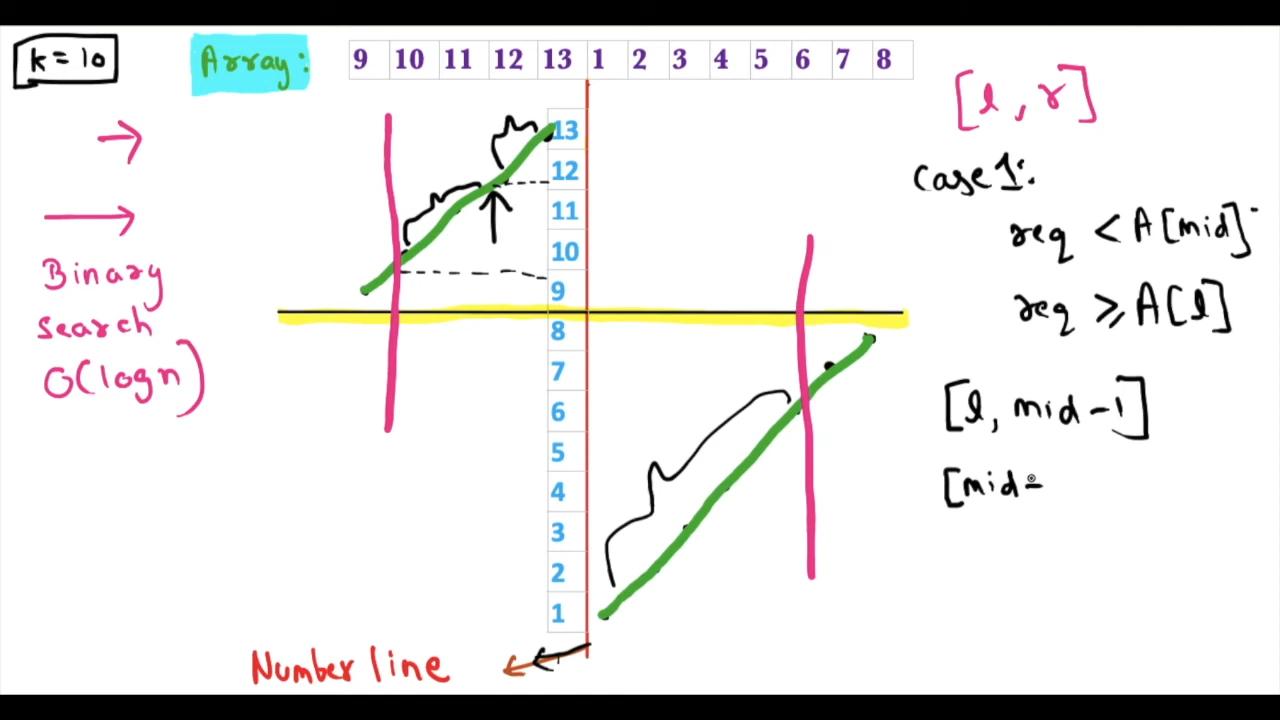 k = 10
Array:
9 10 11 12 13 1 2 3 4 5 6 7 8
[l, r]
Case 1:
req < A[mid]
req ≥ A[l]
[l, mid-1]
[mid-
13
12
11
10
9
8
7
6
5
4
3
2
1
Binary
search
O(logn)
Number line